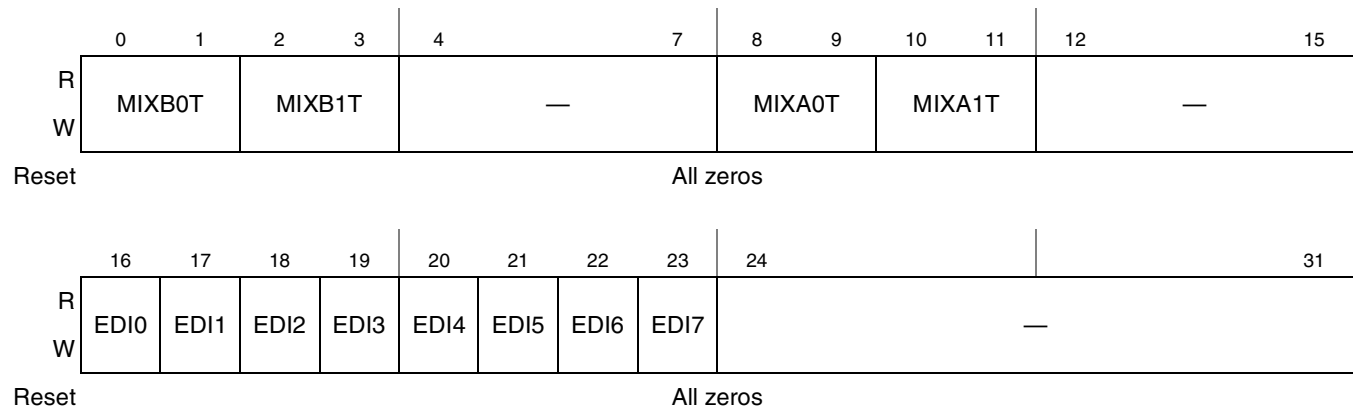 0 1 2 3 4 7 8 9 10 11 12 15
R
W
MIXB0T MIXB1T — MIXA0T MIXA1T —
Reset All zeros
16 17 18 19 20 21 22 23 24 31
R
W
EDI0 EDI1 EDI2 EDI3 EDI4 EDI5 EDI6 EDI7 —
Reset All zeros